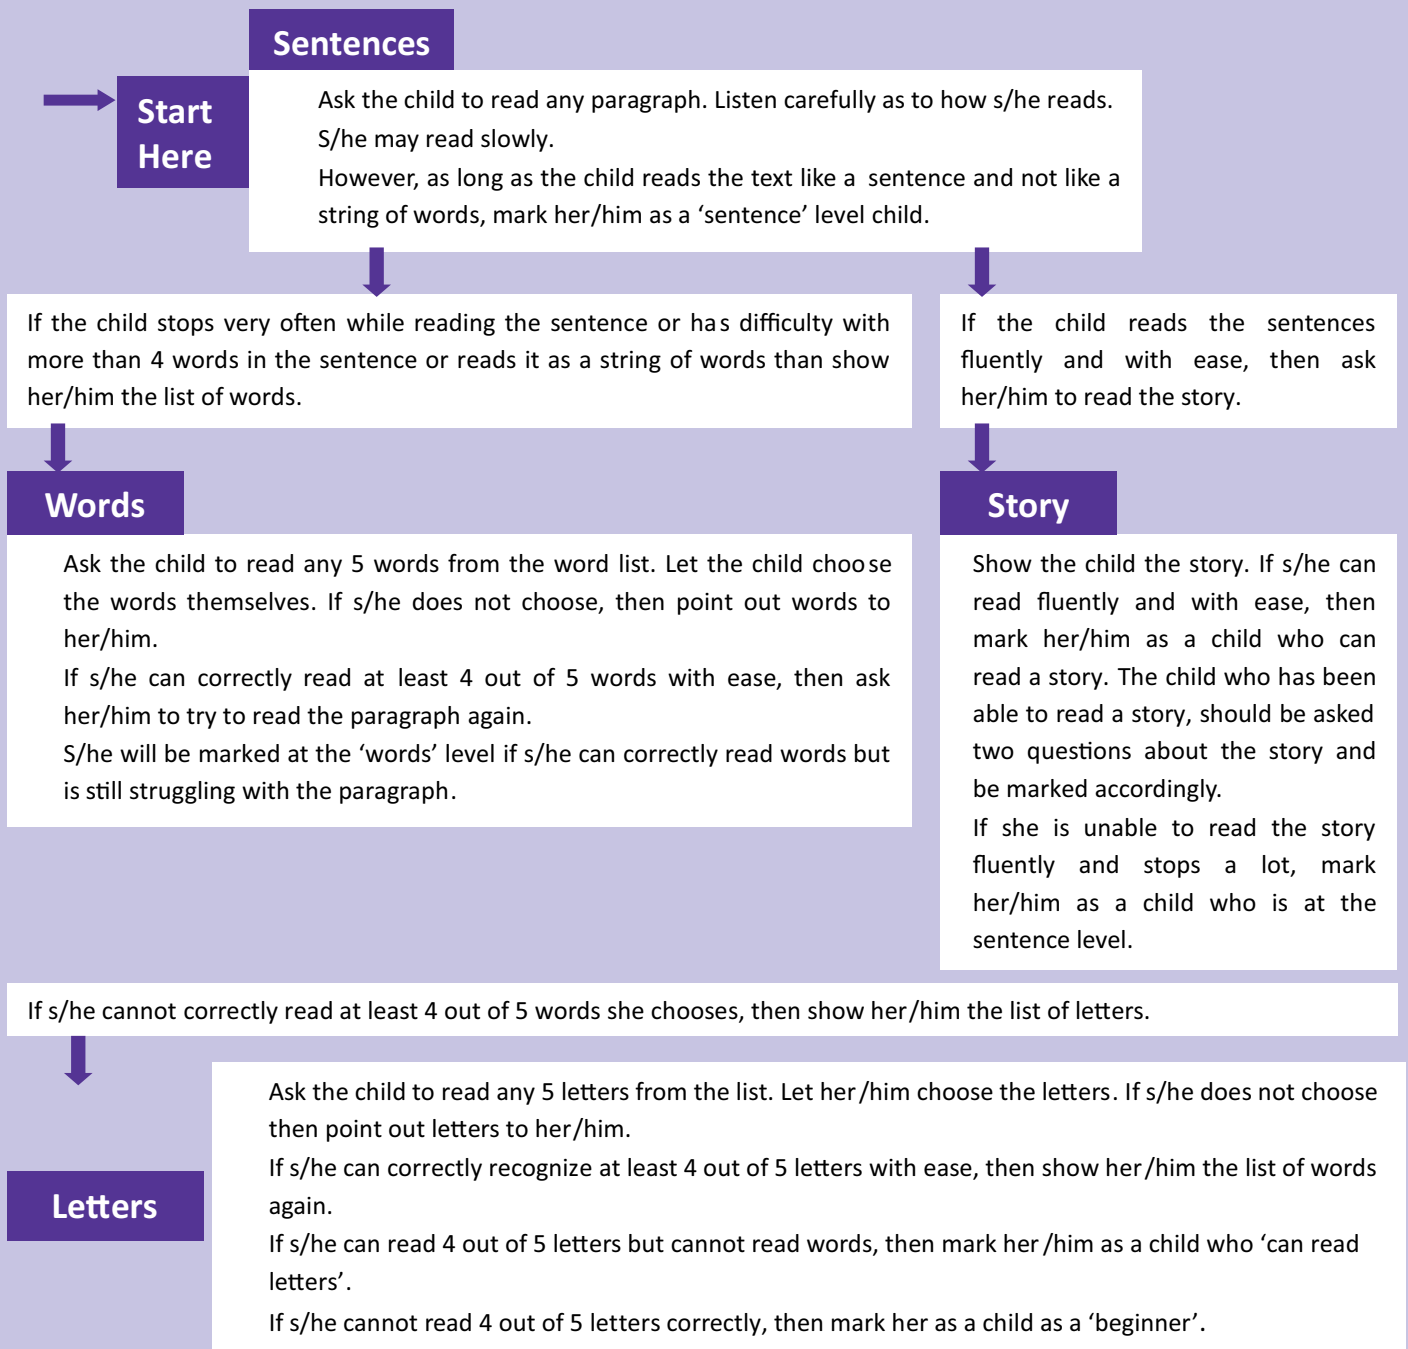 Sentences
Start
Here
Ask the child to read any paragraph. Listen carefully as to how s/he reads.
S/he may read slowly.
However, as long as the child reads the text like a sentence and not like a
string of words, mark her/him as a ‘sentence’ level child.
If the child stops very often while reading the sentence or has difficulty with
more than 4 words in the sentence or reads it as a string of words than show
her/him the list of words.
If the child reads the sentences
fluently and with ease, then ask
her/him to read the story.
Words
Ask the child to read any 5 words from the word list. Let the child choose
the words themselves. If s/he does not choose, then point out words to
her/him.
If s/he can correctly read at least 4 out of 5 words with ease, then ask
her/him to try to read the paragraph again.
S/he will be marked at the ‘words’ level if s/he can correctly read words but
is still struggling with the paragraph.
Story
Show the child the story. If s/he can
read fluently and with ease, then
mark her/him as a child who can
read a story. The child who has been
able to read a story, should be asked
two questions about the story and
be marked accordingly.
If she is unable to read the story
fluently and stops a lot, mark
her/him as a child who is at the
sentence level.
If s/he cannot correctly read at least 4 out of 5 words she chooses, then show her/him the list of letters.
Letters
Ask the child to read any 5 letters from the list. Let her/him choose the letters. If s/he does not choose
then point out letters to her/him.
If s/he can correctly recognize at least 4 out of 5 letters with ease, then show her/him the list of words
again.
If s/he can read 4 out of 5 letters but cannot read words, then mark her/him as a child who ‘can read
letters’.
If s/he cannot read 4 out of 5 letters correctly, then mark her as a child as a ‘beginner’.